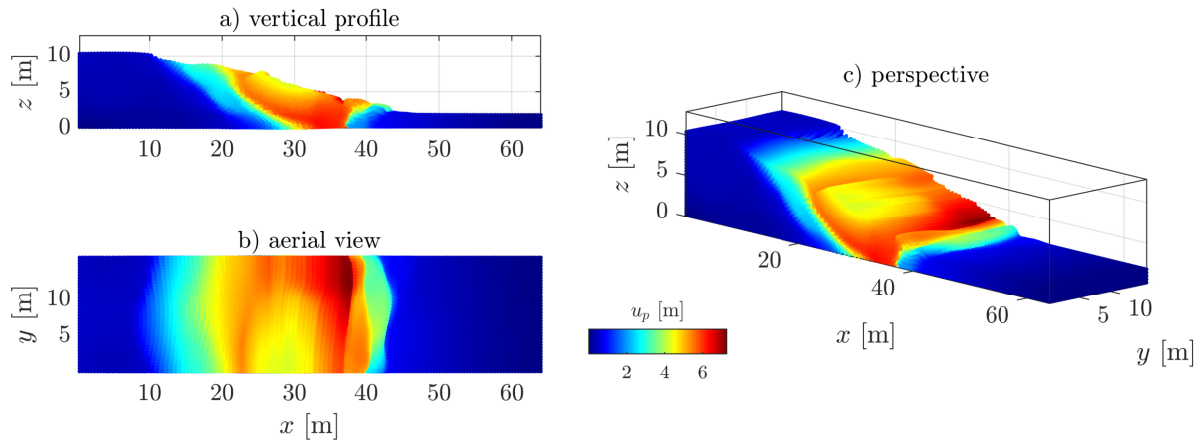 a) vertical profile
z [m]
10
5
0
10 20 30 40 50 60
b) aerial view
y [m]
10
5
10 20 30 40 50 60
x [m]
c) perspective
z [m]
10
5
0
20
40
60
5
10
x [m]
y [m]
u_p [m]
2 4 6